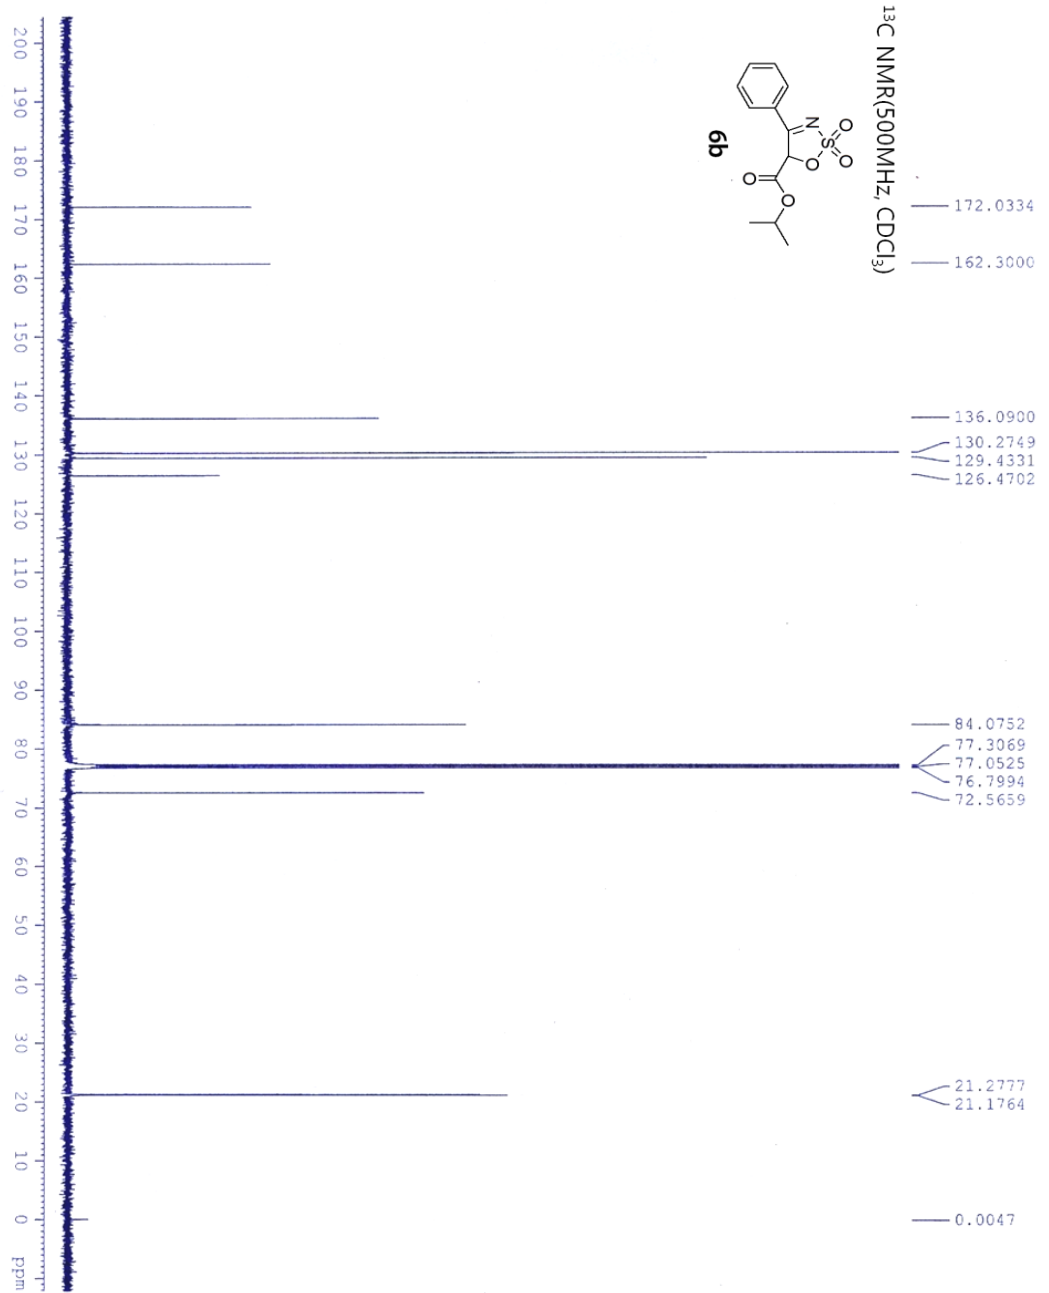 ¹³C NMR(500MHz, CDCl₃)
O
O
S
N
O
O
O
6b
172.0334
162.3000
136.0900
130.2749
129.4331
126.4702
84.0752
77.3069
77.0525
76.7994
72.5659
21.2777
21.1764
0.0047
200 190 180 170 160 150 140 130 120 110 100 90 80 70 60 50 40 30 20 10 0 ppm